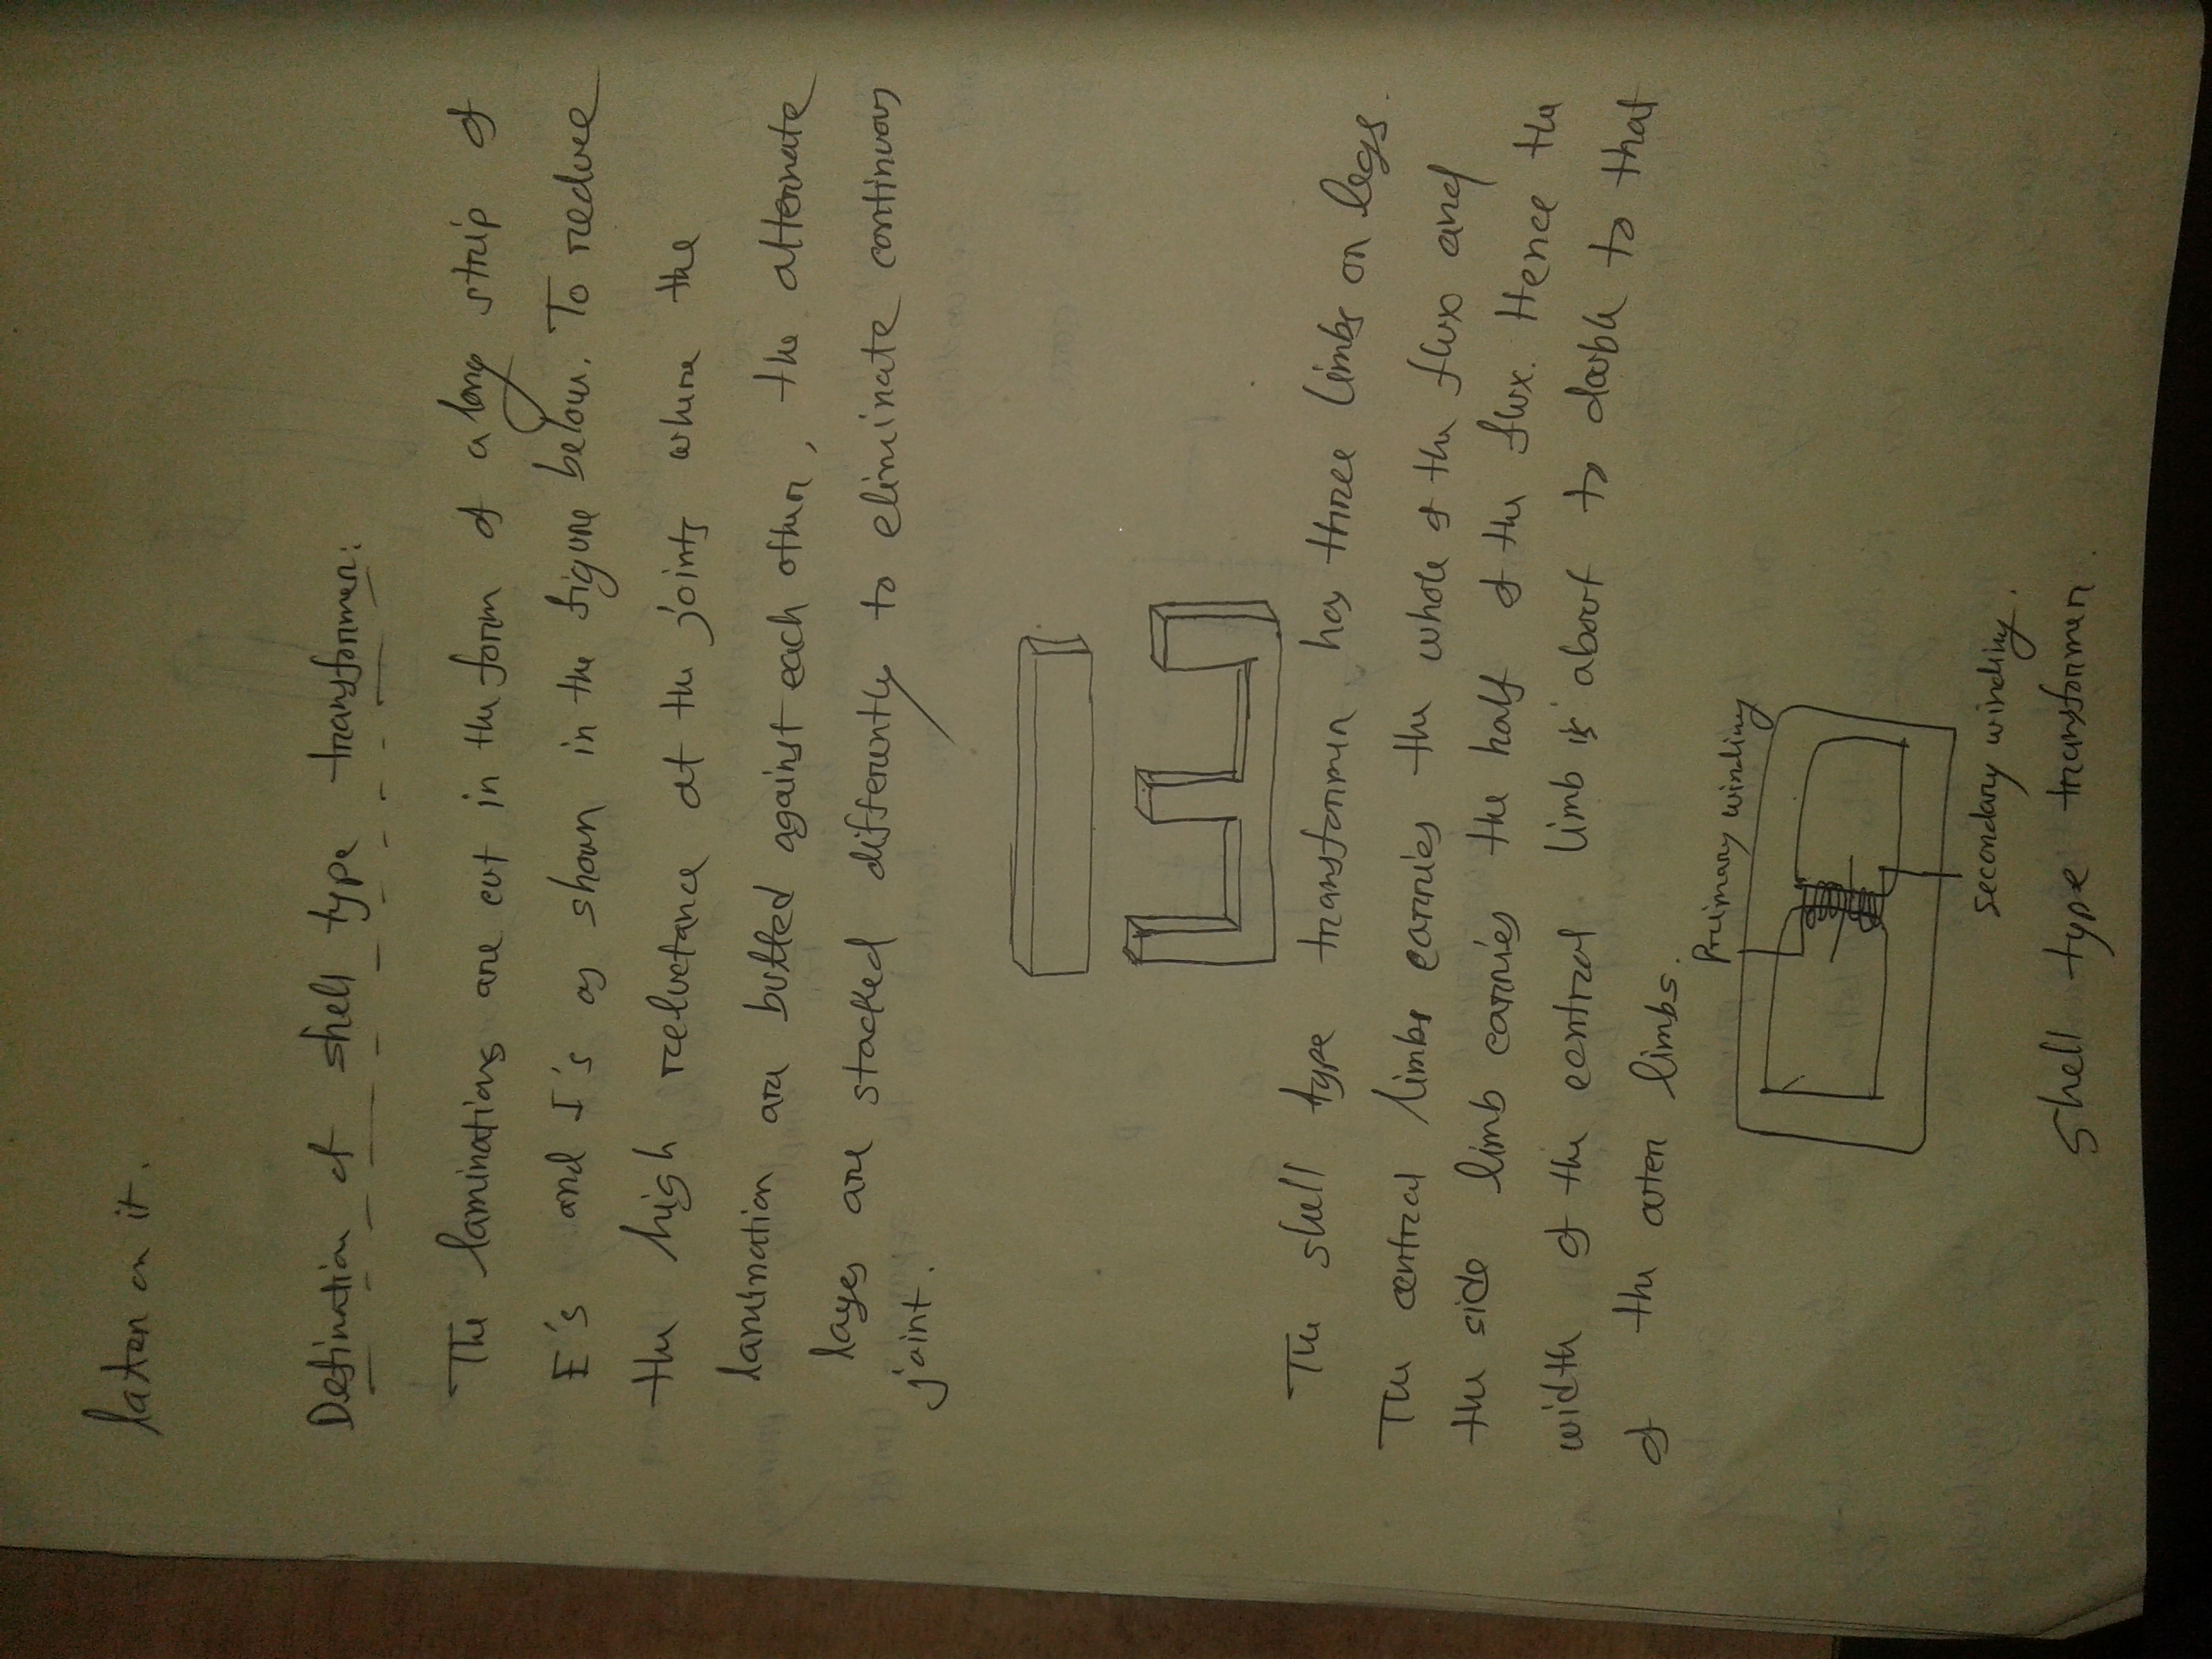 later on it.
Defination of shell type transformer:
The laminations are cut in the form of a long strip of
E's and I's as shown in the figure below. To reduce
the high reluctance at the joints where the
lamination are butted against each other, the alternate
layes are stacked differently to eliminate continuous
joint.
The shell type transformer has three limbs or legs.
The central limbs carries the whole of the flux and
the side limb carries the half of the flux. Hence the
width of the central limb is about to double to that
of the outer limbs.
Primary winding
Secondary winding.
Shell type transformer.